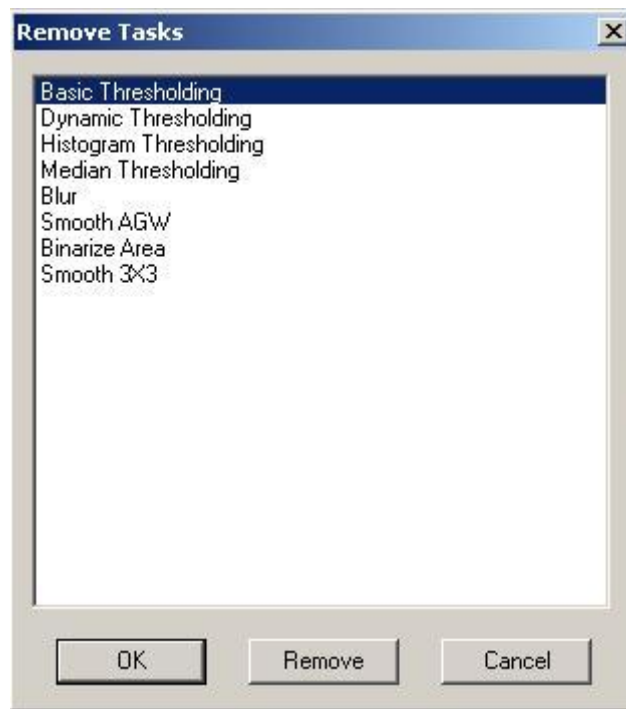 Remove Tasks
Basic Thresholding
Dynamic Thresholding
Histogram Thresholding
Median Thresholding
Blur
Smooth AGW
Binarize Area
Smooth 3X3
OK Remove Cancel